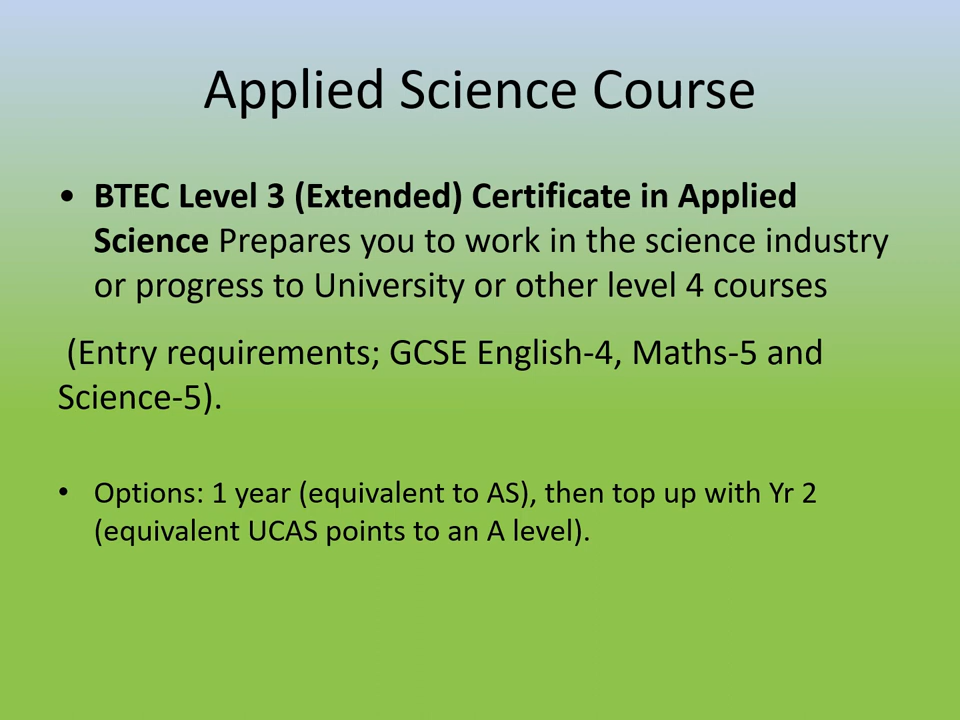 Applied Science Course
• BTEC Level 3 (Extended) Certificate in Applied
Science Prepares you to work in the science industry
or progress to University or other level 4 courses
(Entry requirements; GCSE English-4, Maths-5 and
Science-5).
• Options: 1 year (equivalent to AS), then top up with Yr 2
(equivalent UCAS points to an A level).